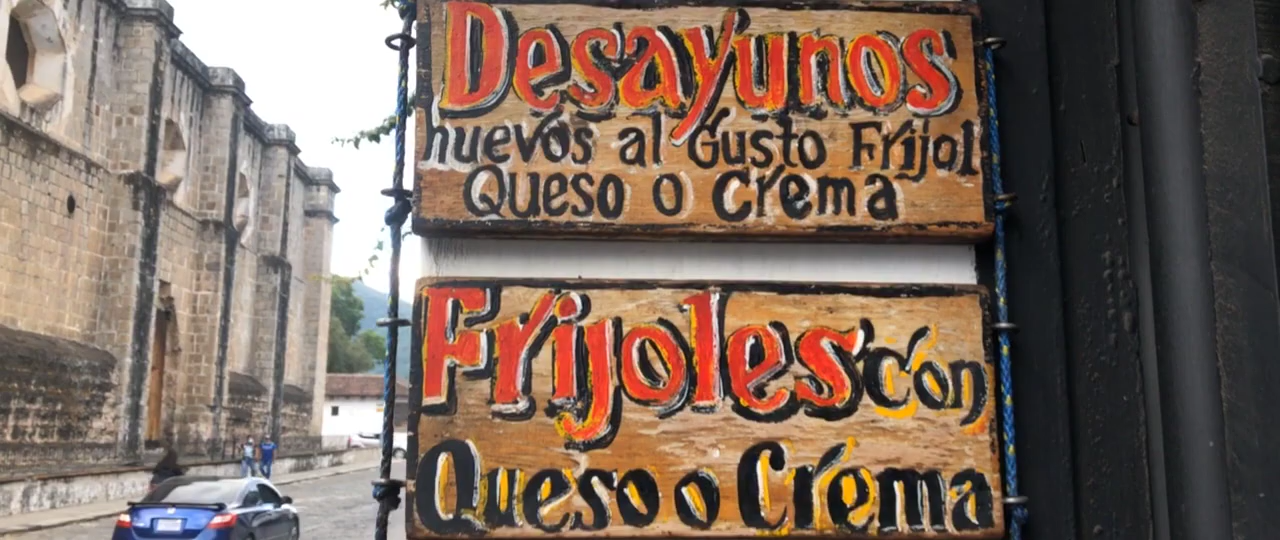 Desayunos
huevos al Gusto Frijol
Queso o Crema
Frijoles con
Queso o Crema